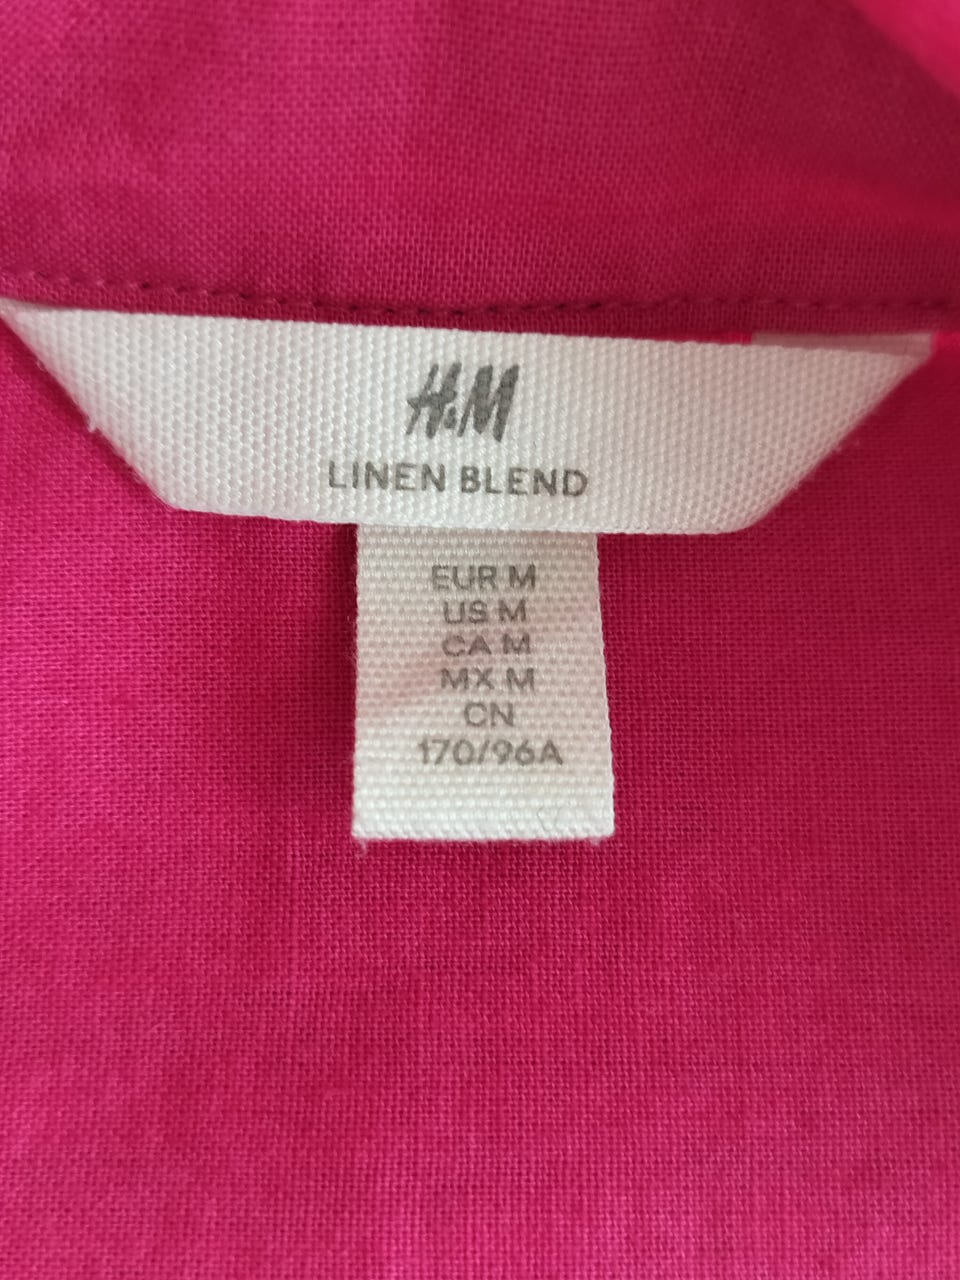 H&M
LINEN BLEND
EUR M
US M
CA M
MX M
CN
170/96A